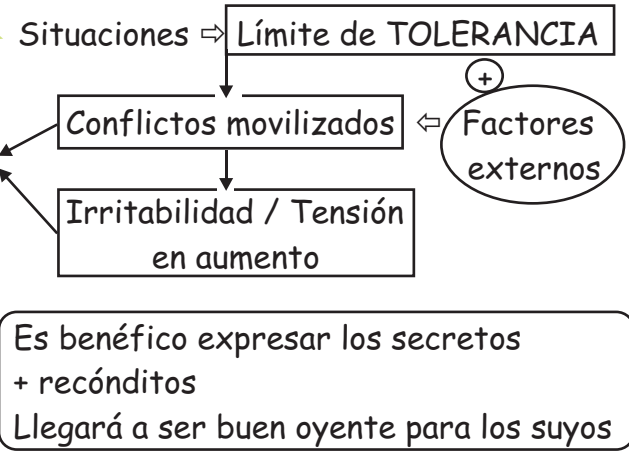 Situaciones ⇨ Límite de TOLERANCIA
+
Conflictos movilizados ⇦ Factores
externos
Irritabilidad / Tensión
en aumento
Es benéfico expresar los secretos
+ recónditos
Llegará a ser buen oyente para los suyos